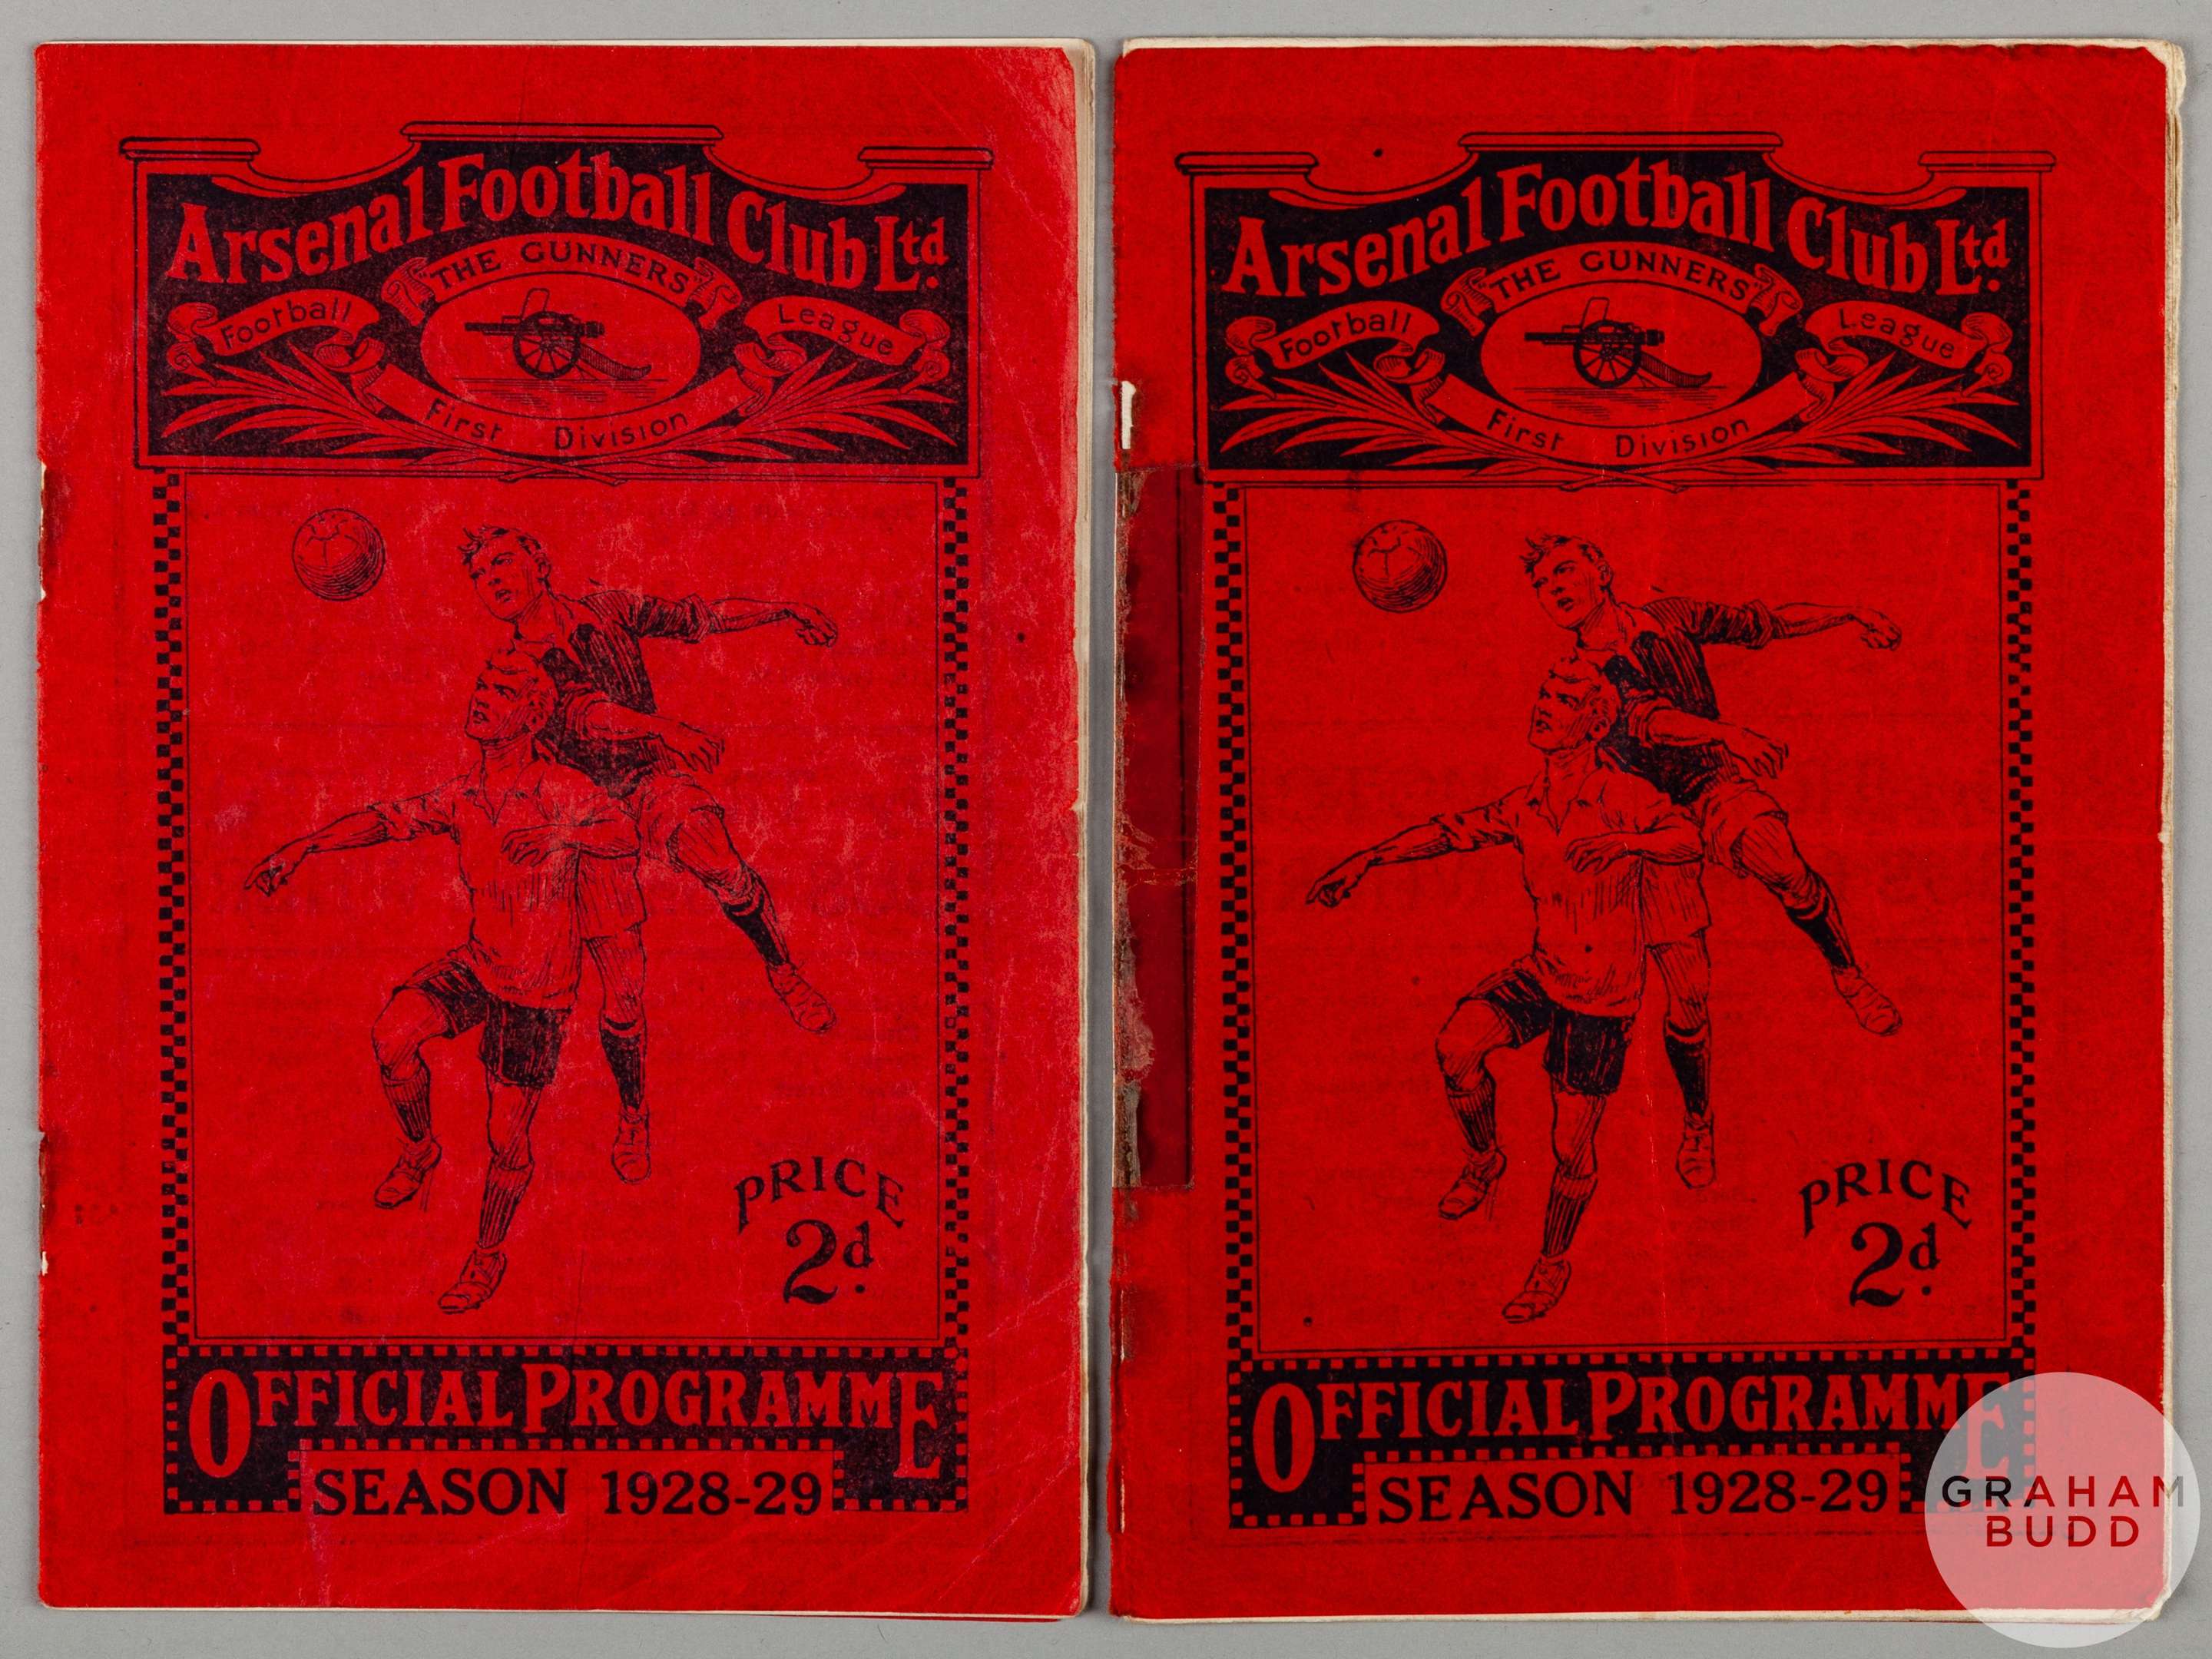 Arsenal Football Club Ltd.
"THE GUNNERS"
Football League
First Division
PRICE
2d.
OFFICIAL PROGRAMME
SEASON 1928-29
Arsenal Football Club Ltd.
"THE GUNNERS"
Football League
First Division
PRICE
2d.
OFFICIAL PROGRAMME
SEASON 1928-29
GRAHAM
BUDD